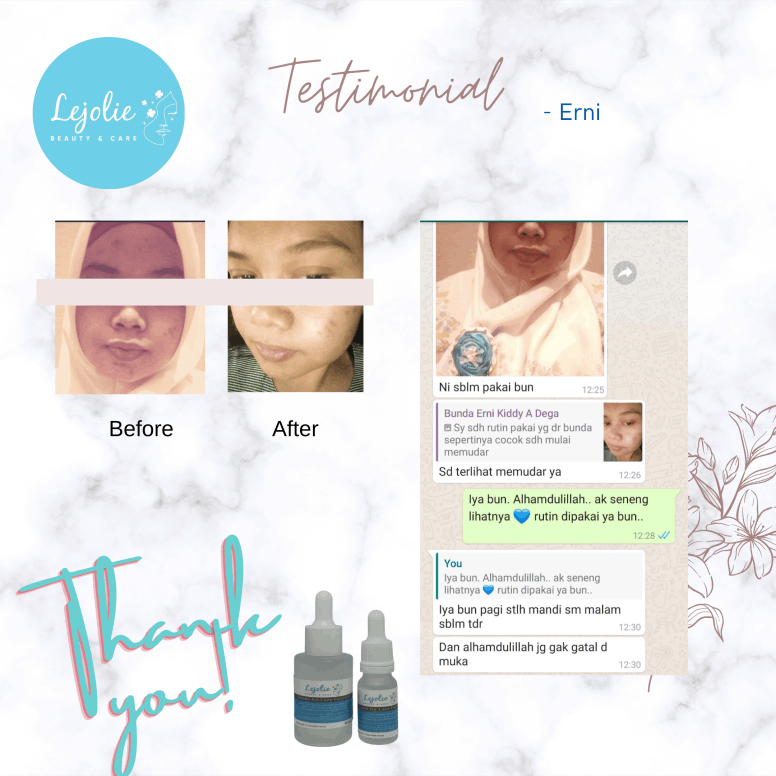 Lejolie
BEAUTY & CARE
Testimonial
- Erni
Before
After
Ni sblm pakai bun
12:25
Bunda Erni Kiddy A Dega
Sy sdh rutin pakai yg dr bunda
sepertinya cocok sdh mulai
memudar
Sd terlihat memudar ya
12:26
Iya bun. Alhamdulillah.. ak seneng
lihatnya 💙 rutin dipakai ya bun..
12:28
You
Iya bun. Alhamdulillah.. ak seneng
lihatnya 💙 rutin dipakai ya bun..
Iya bun pagi stlh mandi sm malam
sblm tdr
12:30
Dan alhamdulillah jg gak gatal d
muka
12:30
Thank
you!
Lejolie
Lejolie